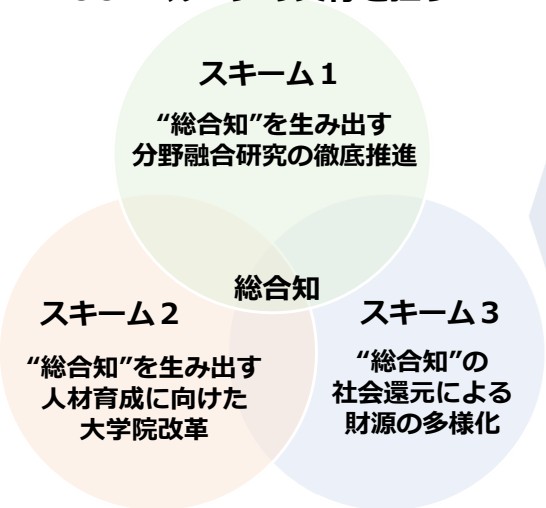 スキーム１
“総合知”を生み出す
分野融合研究の徹底推進
総合知
スキーム２
“総合知”を生み出す
人材育成に向けた
大学院改革
スキーム３
“総合知”の
社会還元による
財源の多様化